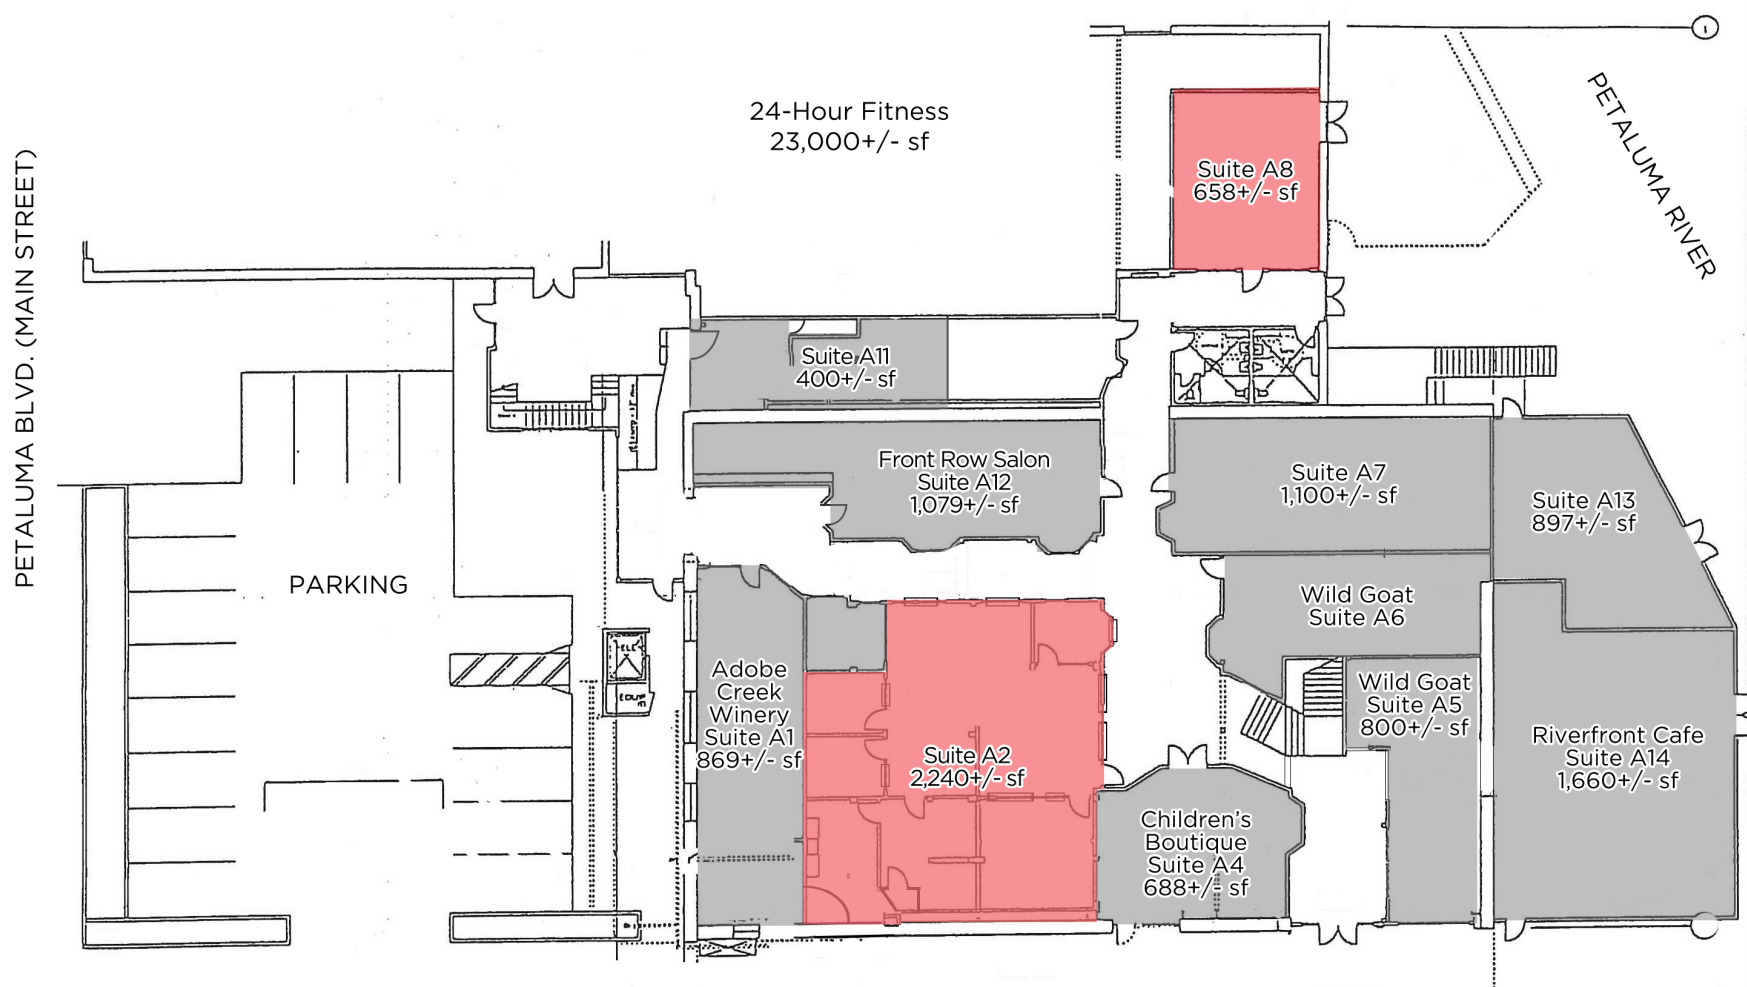 24-Hour Fitness
23,000+/- sf
PETALUMA BLVD. (MAIN STREET)
PETALUMA RIVER
1
Suite A8
658+/- sf
Suite A11
400+/- sf
Front Row Salon
Suite A12
1,079+/- sf
Suite A7
1,100+/- sf
Suite A13
897+/- sf
PARKING
Wild Goat
Suite A6
ELE
Adobe
Creek
Winery
Suite A1
869+/- sf
Wild Goat
Suite A5
800+/- sf
Suite A2
2,240+/- sf
Riverfront Cafe
Suite A14
1,660+/- sf
Children's
Boutique
Suite A4
688+/- sf